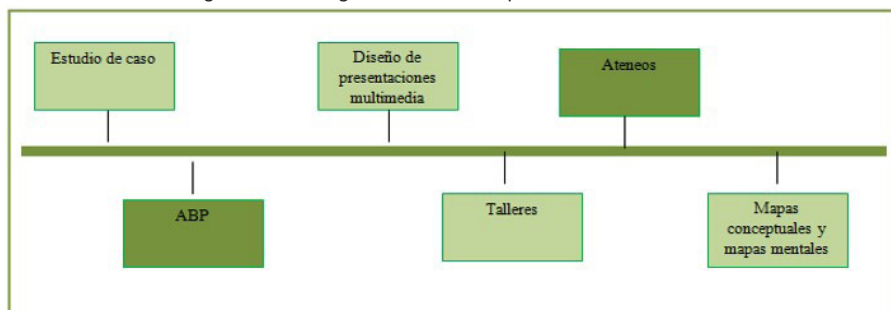 Estudio de caso
Diseño de
presentaciones
multimedia
Ateneos
ABP
Talleres
Mapas
conceptuales y
mapas mentales